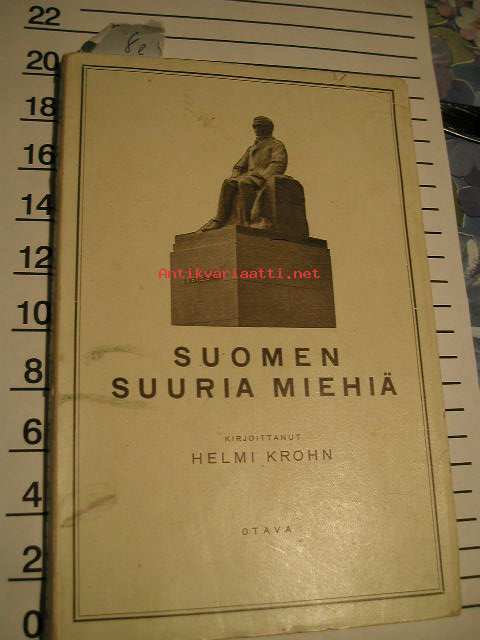 22
8e
20
18
16
14
12
10
8
6
4
2
0
Antikvariaatti.net
SUOMEN
SUURIA MIEHIÄ
KIRJOITTANUT
HELMI KROHN
OTAVA